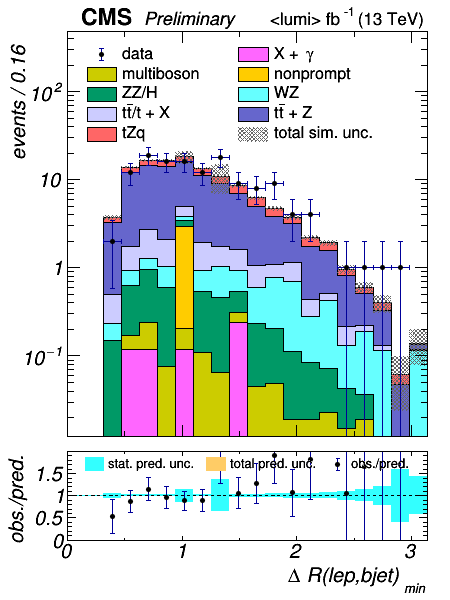 CMS Preliminary <lumi> fb⁻¹ (13 TeV)
data
X + γ
multiboson
nonprompt
ZZ/H
WZ
tt̄/t + X
tt̄ + Z
tZq
total sim. unc.
events / 0.16
10²
10
1
10⁻¹
stat. pred. unc.
total pred. unc.
obs./pred.
obs./pred.
1.5
1
0.5
0
0 1 2 3
Δ R(lep,bjet) min